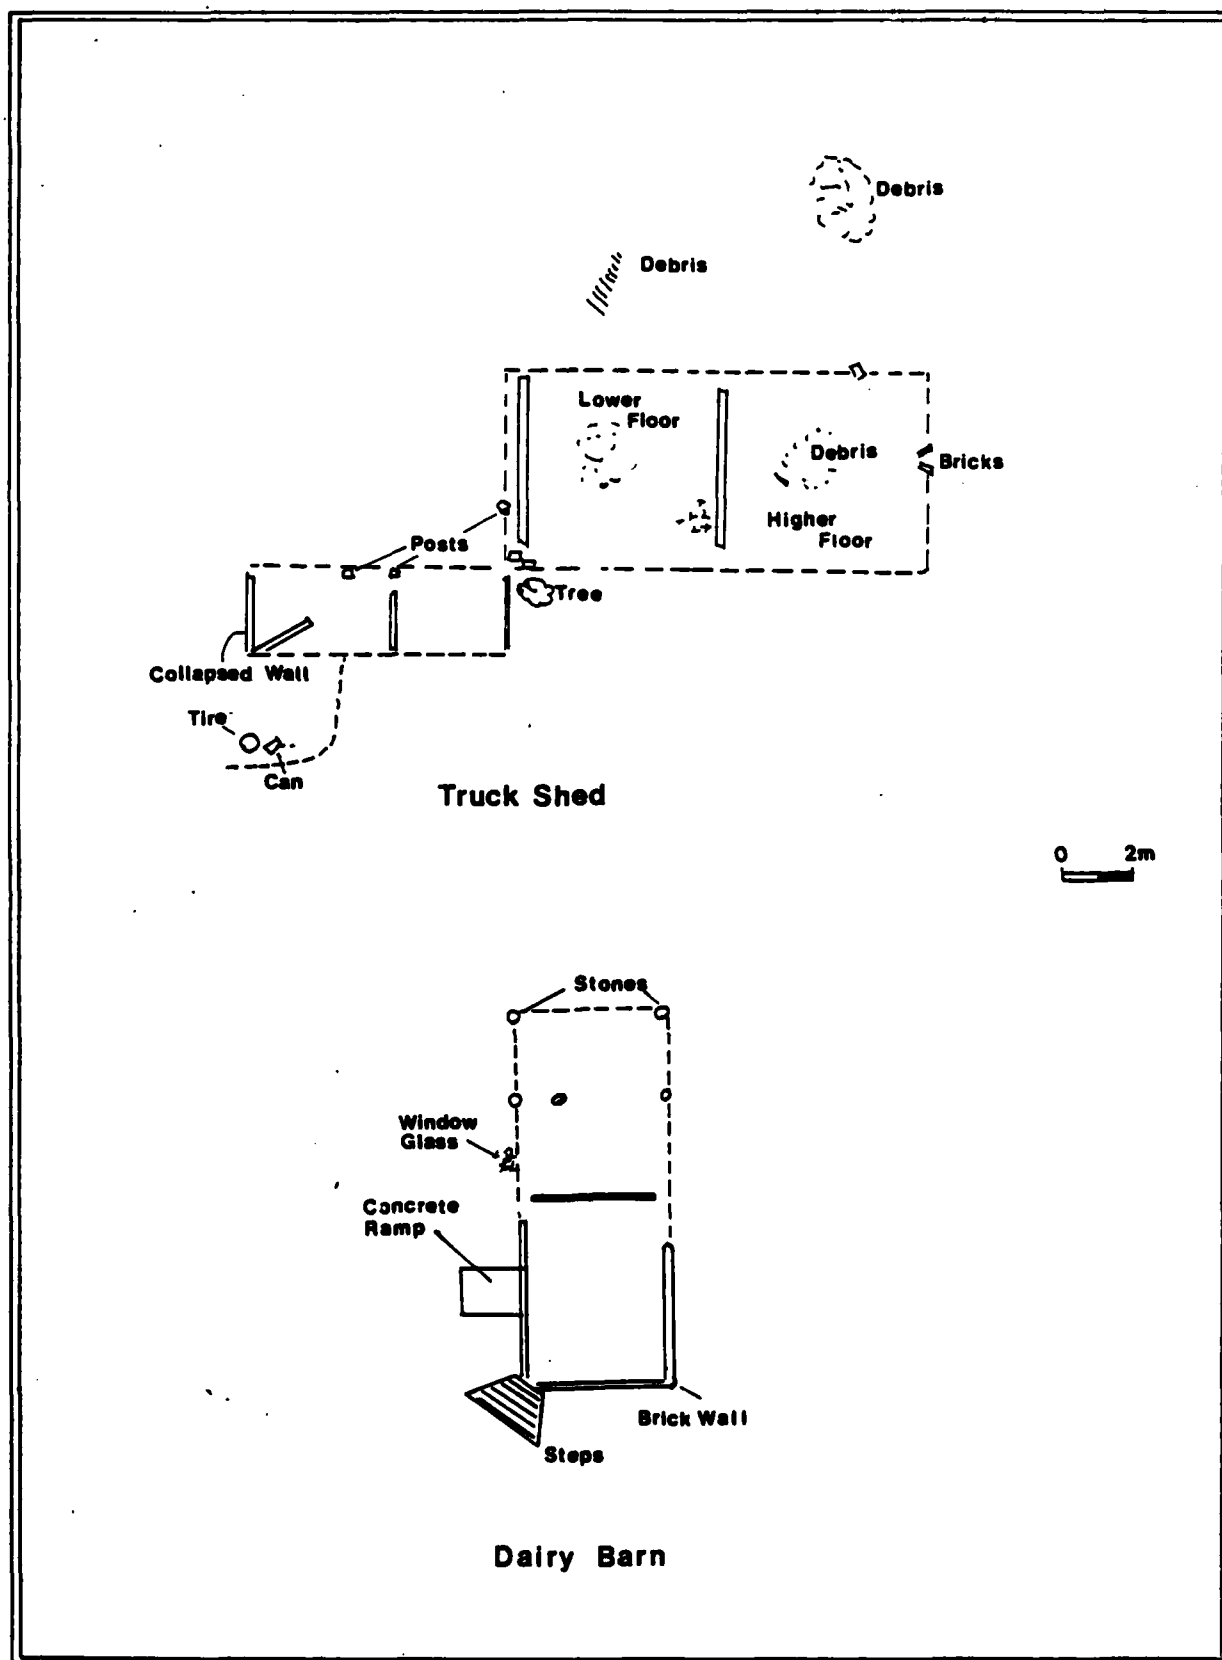 Debris
Debris
Lower
Floor
Debris
Bricks
Higher
Floor
Posts
Tree
Collapsed Wall
Tire
Can
Truck Shed
0 2m
Stones
Window
Glass
Concrete
Ramp
Brick Wall
Steps
Dairy Barn